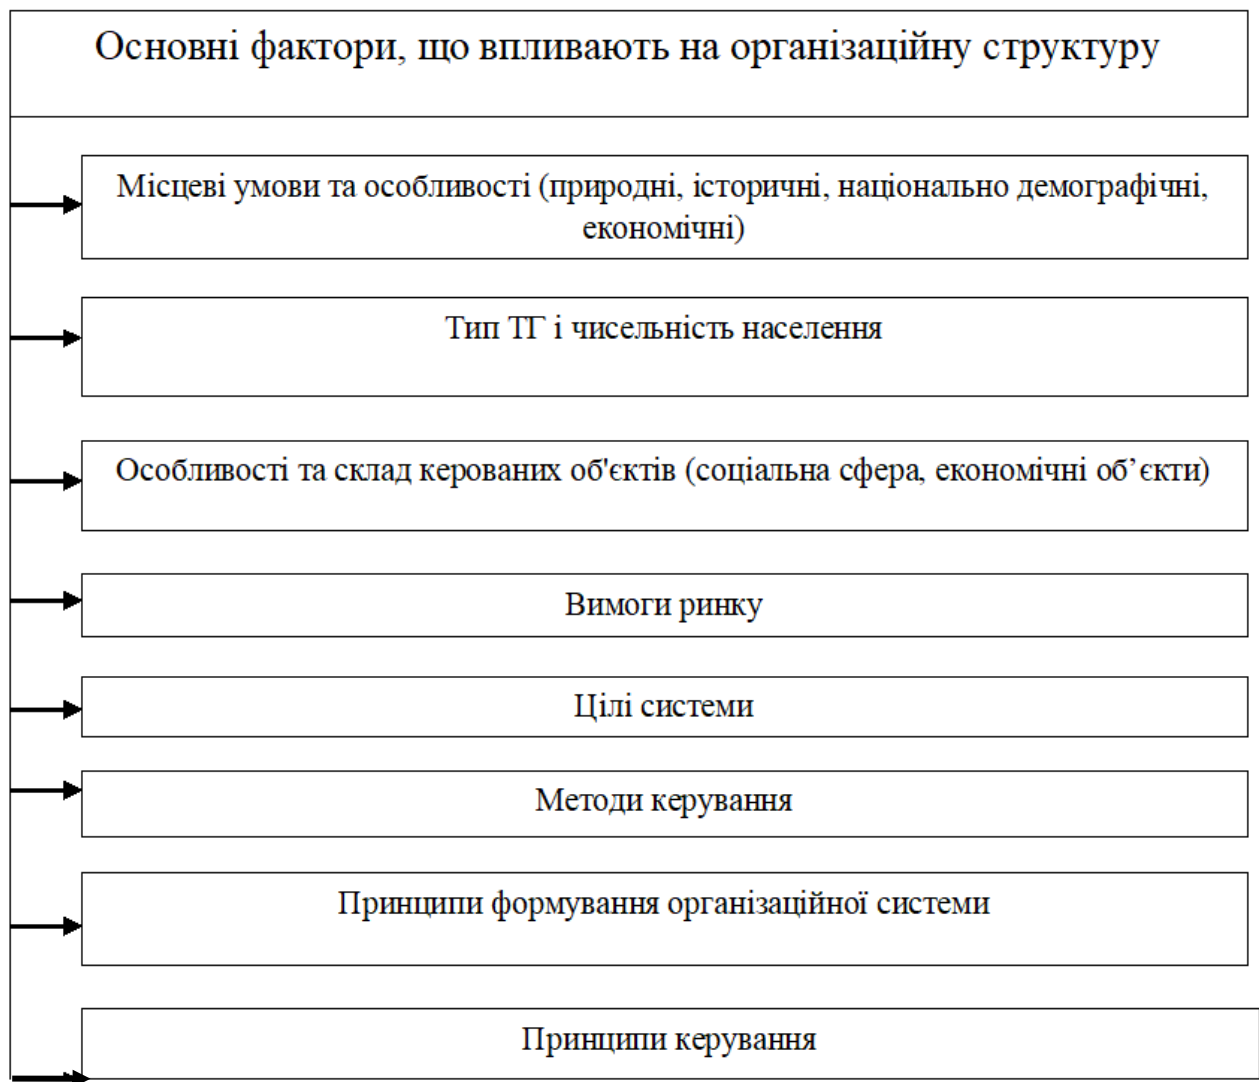 Основні фактори, що впливають на організаційну структуру
Місцеві умови та особливості (природні, історичні, національно демографічні,
економічні)
Тип ТГ і чисельність населення
Особливості та склад керованих об'єктів (соціальна сфера, економічні об’єкти)
Вимоги ринку
Цілі системи
Методи керування
Принципи формування організаційної системи
Принципи керування